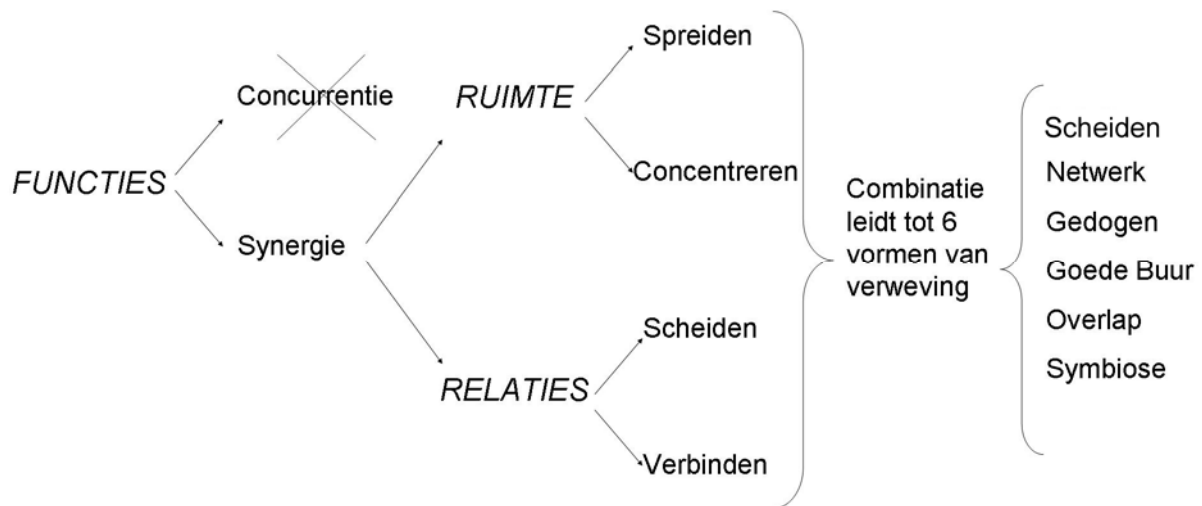 FUNCTIES
Concurrentie
Synergie
RUIMTE
RELATIES
Spreiden
Concentreren
Scheiden
Verbinden
Combinatie
leidt tot 6
vormen van
verweving
Scheiden
Netwerk
Gedogen
Goede Buur
Overlap
Symbiose